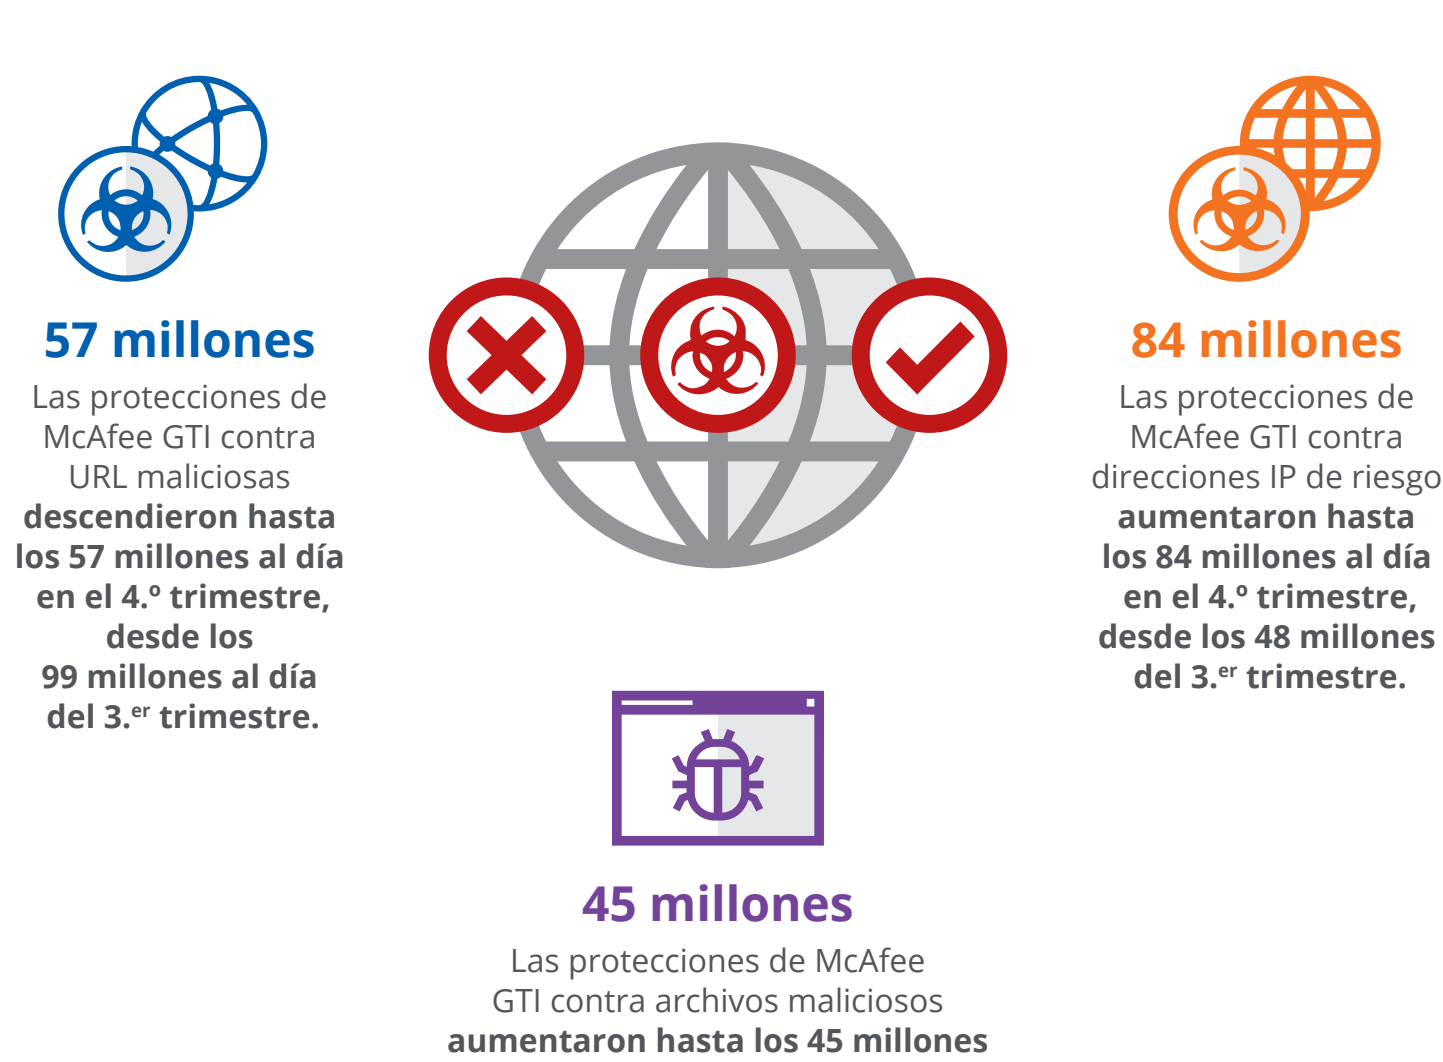 57 millones
Las protecciones de
McAfee GTI contra
URL maliciosas
descendieron hasta
los 57 millones al día
en el 4.º trimestre,
desde los
99 millones al día
del 3.er trimestre.
84 millones
Las protecciones de
McAfee GTI contra
direcciones IP de riesgo
aumentaron hasta
los 84 millones al día
en el 4.º trimestre,
desde los 48 millones
del 3.er trimestre.
45 millones
Las protecciones de McAfee
GTI contra archivos maliciosos
aumentaron hasta los 45 millones